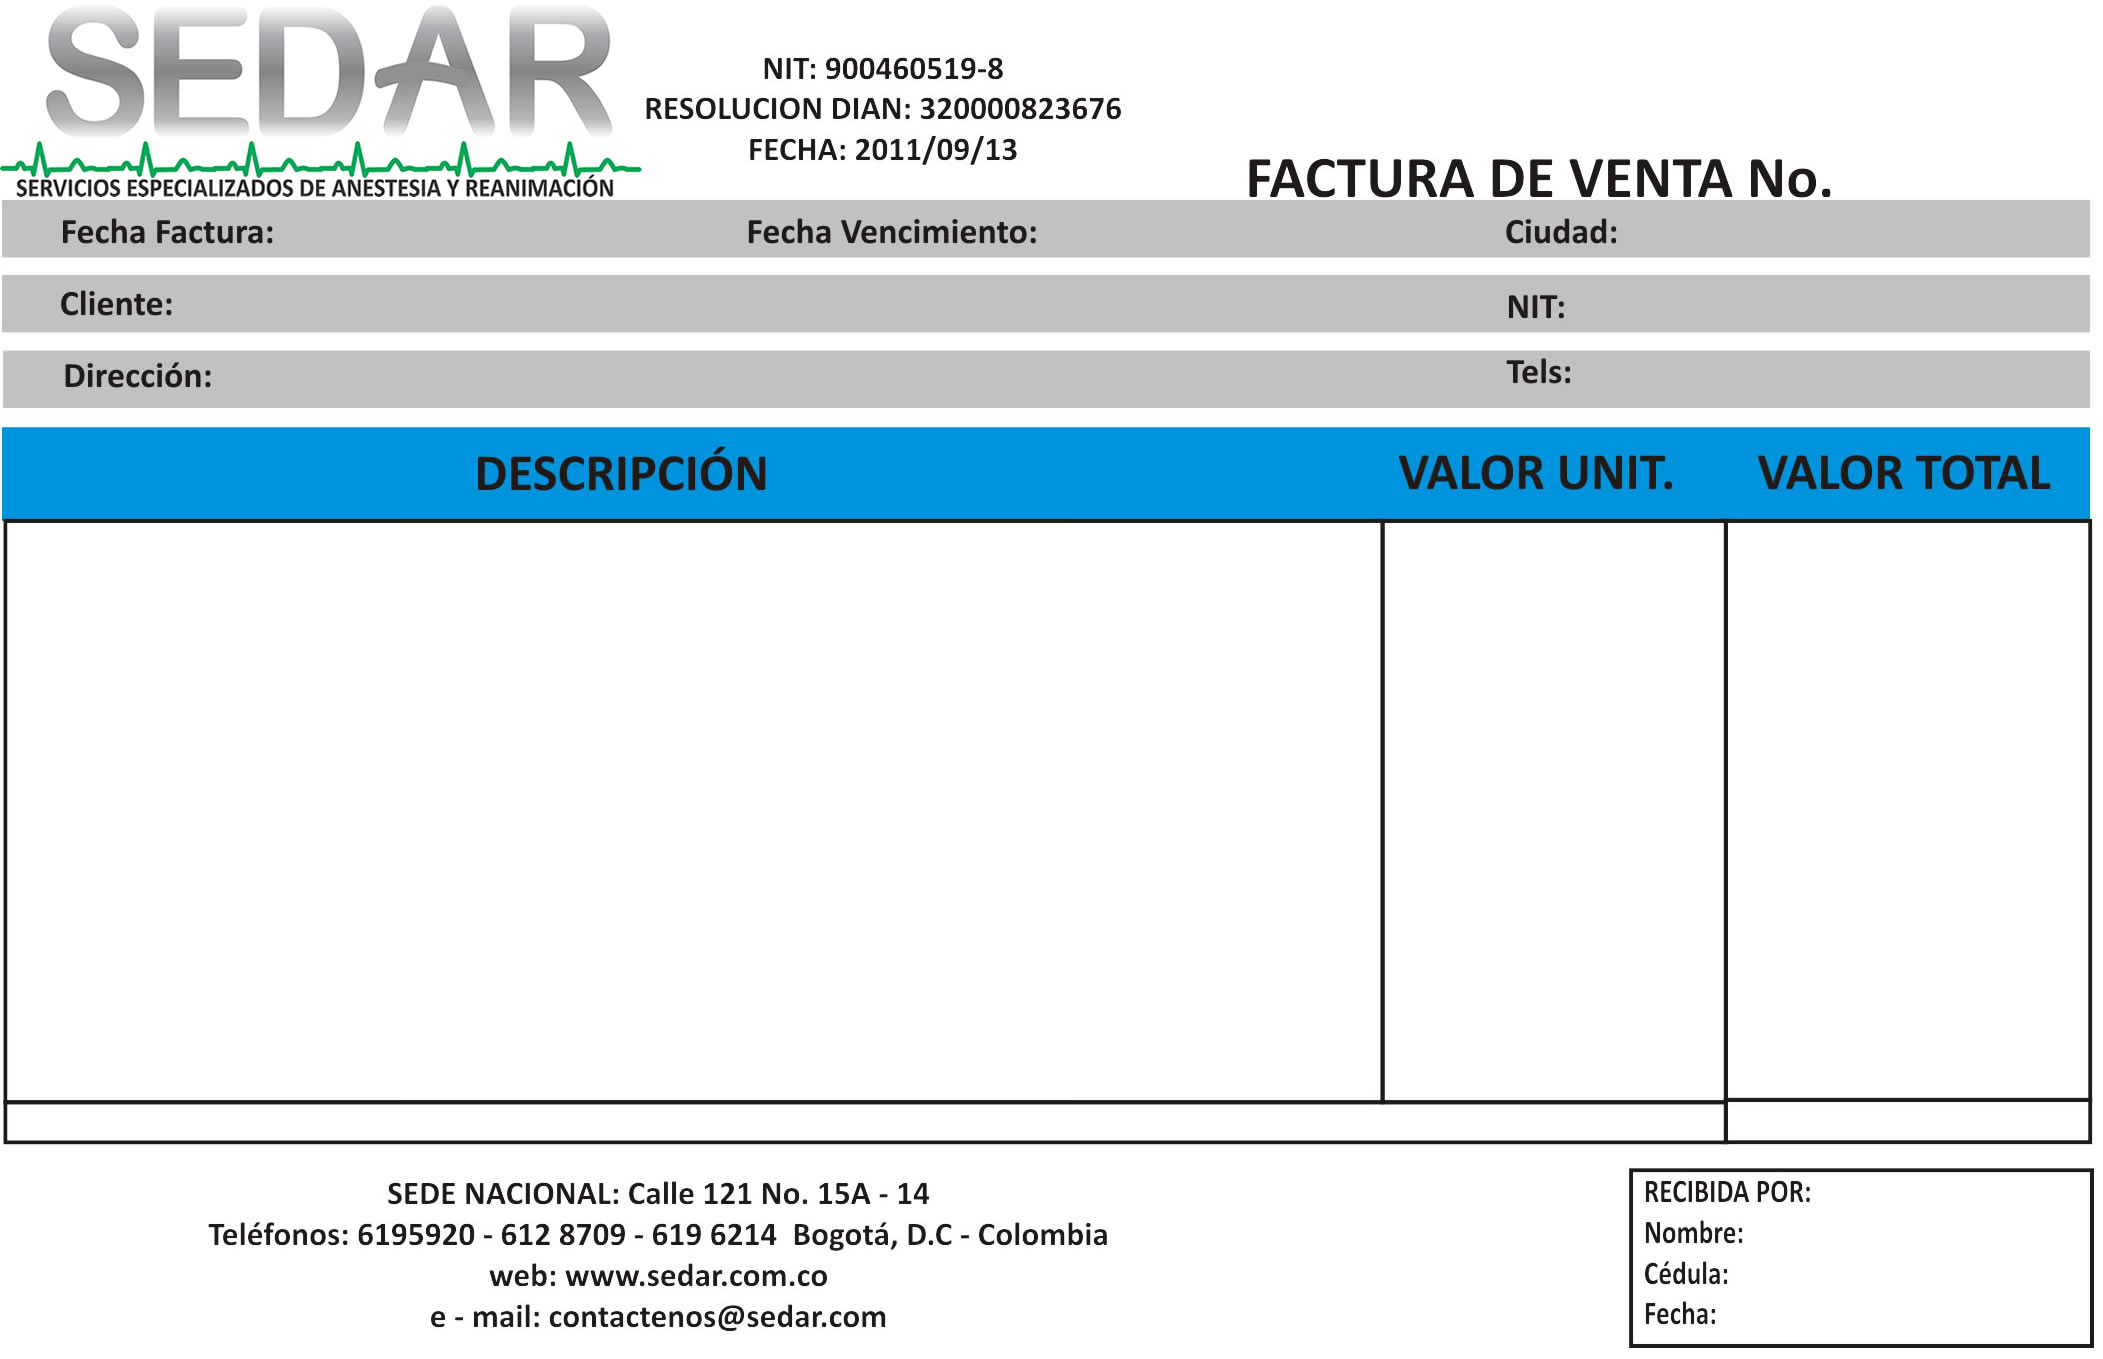 SEDAR
SERVICIOS ESPECIALIZADOS DE ANESTESIA Y REANIMACIÓN
NIT: 900460519-8
RESOLUCION DIAN: 320000823676
FECHA: 2011/09/13
FACTURA DE VENTA No.
Fecha Factura: Fecha Vencimiento: Ciudad:
Cliente: NIT:
Dirección: Tels:
DESCRIPCIÓN VALOR UNIT. VALOR TOTAL
SEDE NACIONAL: Calle 121 No. 15A - 14
Teléfonos: 6195920 - 612 8709 - 619 6214 Bogotá, D.C - Colombia
web: www.sedar.com.co
e - mail: contactenos@sedar.com
RECIBIDA POR:
Nombre:
Cédula:
Fecha: